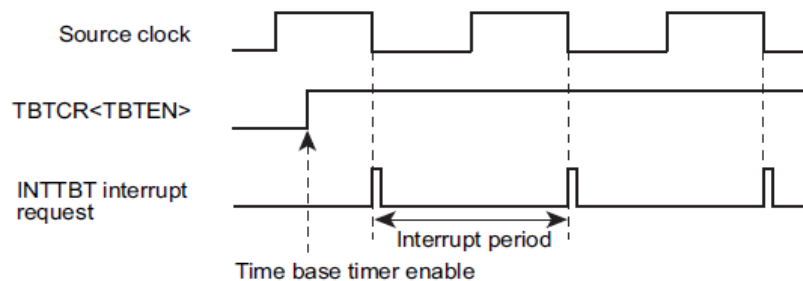 Source clock
TBTCR<TBTEN>
INTTBT interrupt
request
Interrupt period
Time base timer enable